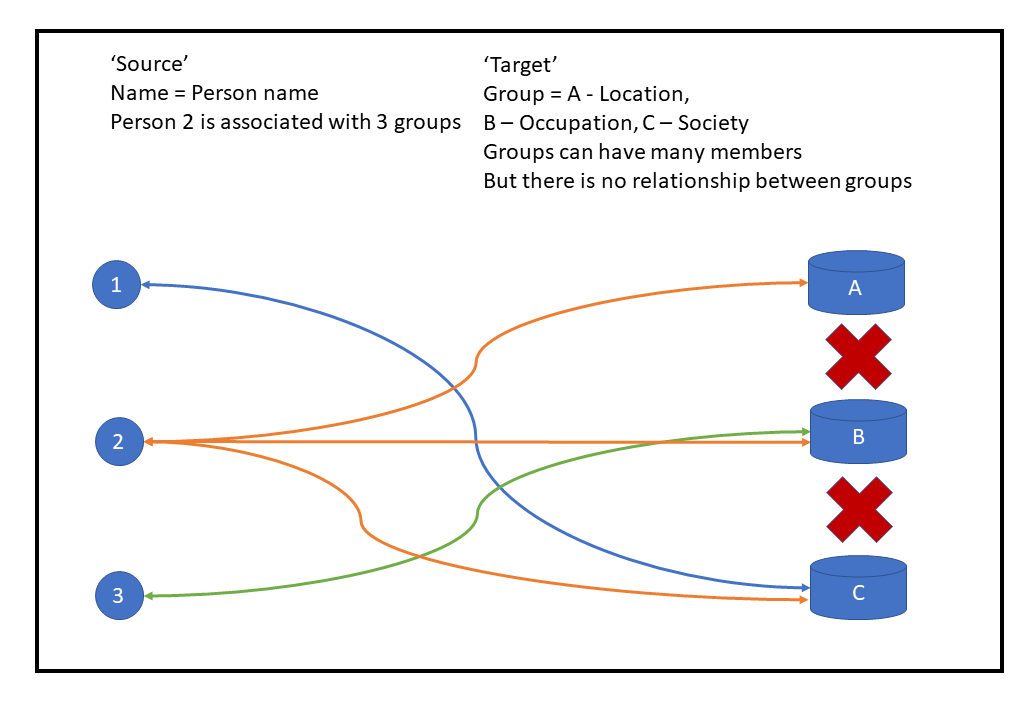 ‘Source’
Name = Person name
Person 2 is associated with 3 groups
‘Target’
Group = A - Location,
B – Occupation, C – Society
Groups can have many members
But there is no relationship between groups
1
A
2
B
3
C